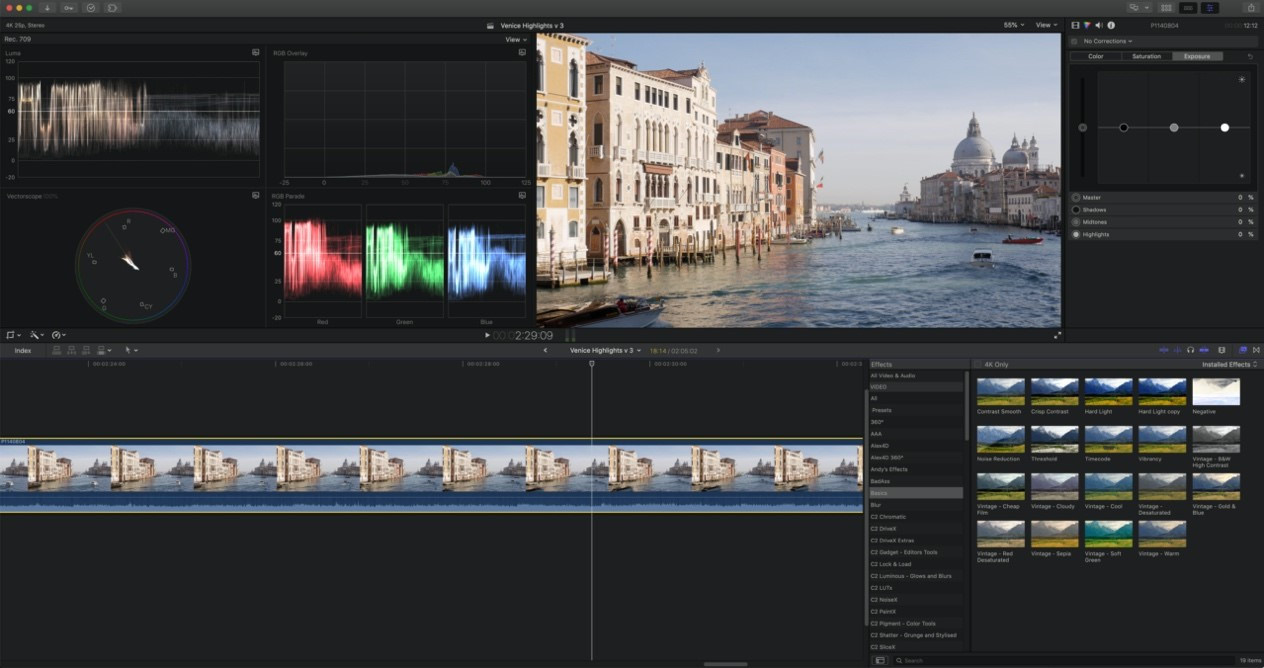 4K 25p, Stereo
Venice Highlights v 3
55%
View
P1140804
12:12
Rec. 709
View
No Corrections
Luma
RGB Overlay
Color
Saturation
Exposure
120
100
75
60
25
0
-20
-25
0
25
50
75
100
125
Vectorscope 100%
RGB Parade
R
MG
B
CY
G
YL
120
100
75
60
25
0
-20
Red
Green
Blue
Master 0 %
Shadows 0 %
Midtones 0 %
Highlights 0 %
2:29:09
Index
Venice Highlights v 3
18:14 / 02:05:02
00:02:24:00
00:02:26:00
00:02:28:00
00:02:30:00
00:02:3
P1140804
Effects
All Video & Audio
VIDEO
All
Presets
360°
AAA
Alex4D
Alex4D 360°
Andy's Effects
Badillxs
Basics
Blur
C2 Chromatic
C2 DriveX
C2 DriveX Extras
C2 Gadget - Editors Tools
C2 Lock & Load
C2 Luminous - Glows and Blurs
C2 LUTx
C2 NoiseX
C2 PaintX
C2 Pigment - Color Tools
C2 Shatter - Grunge and Stylised
C2 SliceX
4K Only
Installed Effects
Contrast Smooth
Crisp Contrast
Hard Light
Hard Light copy
Negative
Noise Reduction
Threshold
Timecode
Vibrancy
Vintage - B&W
High Contrast
Vintage - Cheap
Film
Vintage - Cloudy
Vintage - Cool
Vintage -
Desaturated
Vintage - Gold &
Blue
Vintage - Red
Desaturated
Vintage - Sepia
Vintage - Soft
Green
Vintage - Warm
Search
19 items